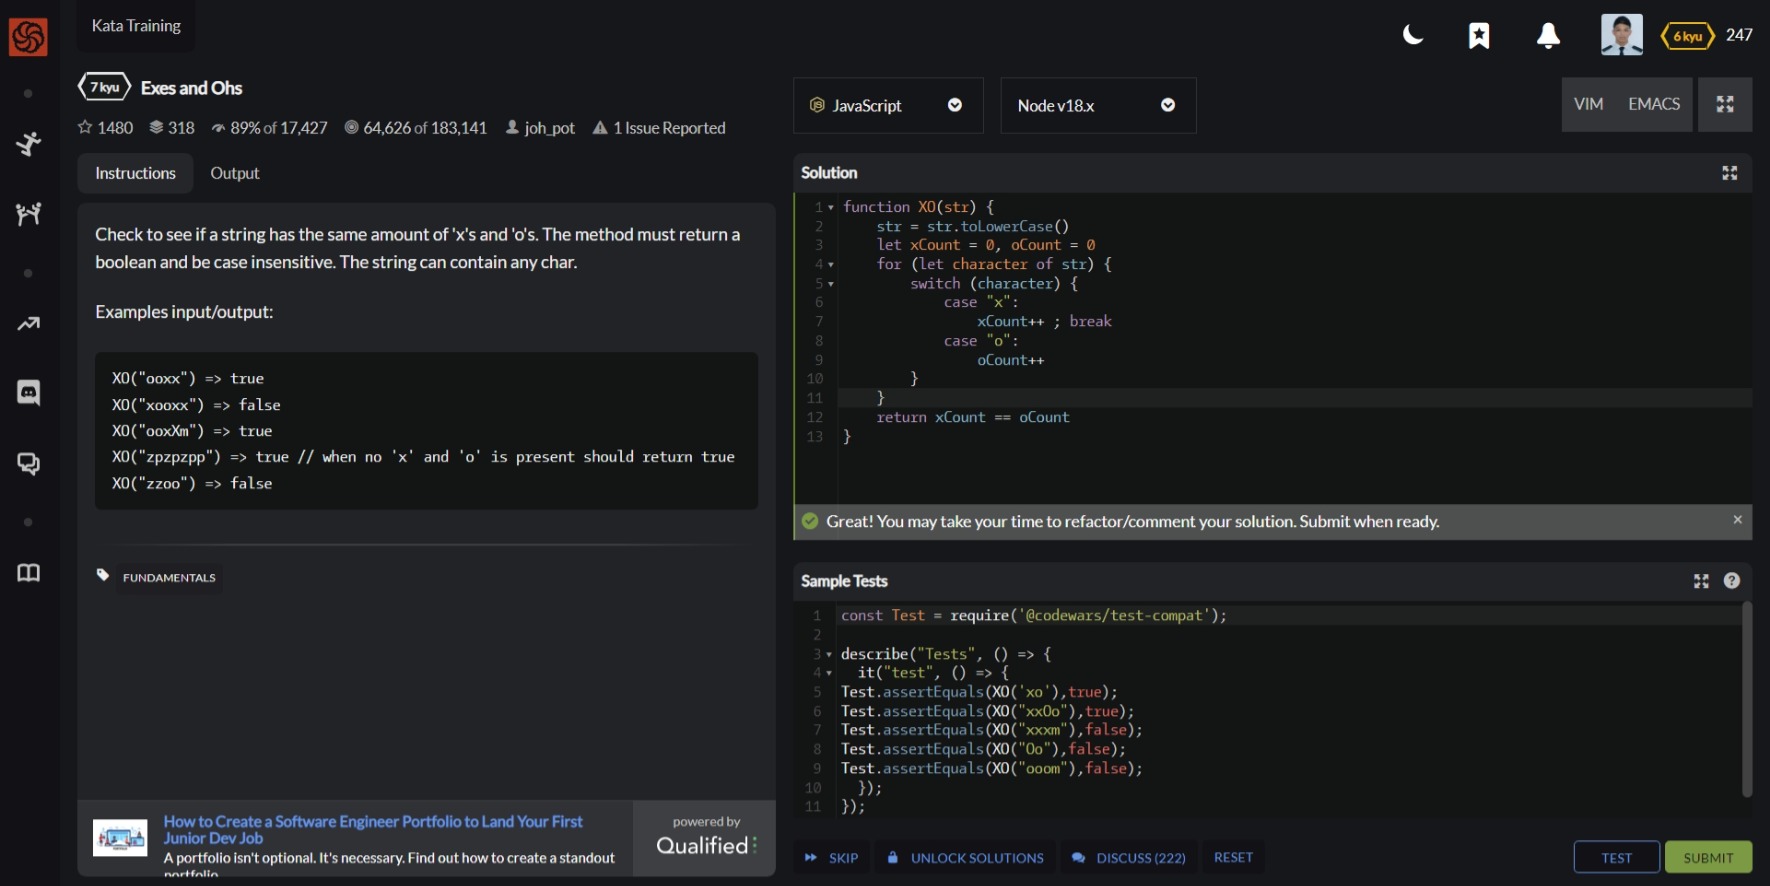 Kata Training
6 kyu 247
7 kyu Exes and Ohs
1480 318 89% of 17,427 64,626 of 183,141 joh_pot 1 Issue Reported
Instructions Output
Check to see if a string has the same amount of 'x's and 'o's. The method must return a
boolean and be case insensitive. The string can contain any char.
Examples input/output:
XO("ooxx") => true
XO("xooxx") => false
XO("ooxXm") => true
XO("zpzpzpp") => true // when no 'x' and 'o' is present should return true
XO("zzoo") => false
FUNDAMENTALS
How to Create a Software Engineer Portfolio to Land Your First
Junior Dev Job
A portfolio isn't optional. It's necessary. Find out how to create a standout
portfolio
powered by
Qualified
JavaScript
Node v18.x
VIM EMACS
Solution
1 function XO(str) {
2 str = str.toLowerCase()
3 let xCount = 0, oCount = 0
4 for (let character of str) {
5 switch (character) {
6 case "x":
7 xCount++ ; break
8 case "o":
9 oCount++
10 }
11 }
12 return xCount == oCount
13 }
Great! You may take your time to refactor/comment your solution. Submit when ready.
Sample Tests
1 const Test = require('@codewars/test-compat');
2
3 describe("Tests", () => {
4 it("test", () => {
5 Test.assertEquals(XO('xo'),true);
6 Test.assertEquals(XO("xxOo"),true);
7 Test.assertEquals(XO("xxxm"),false);
8 Test.assertEquals(XO("Oo"),false);
9 Test.assertEquals(XO("ooom"),false);
10 });
11 });
SKIP UNLOCK SOLUTIONS DISCUSS (222) RESET TEST SUBMIT